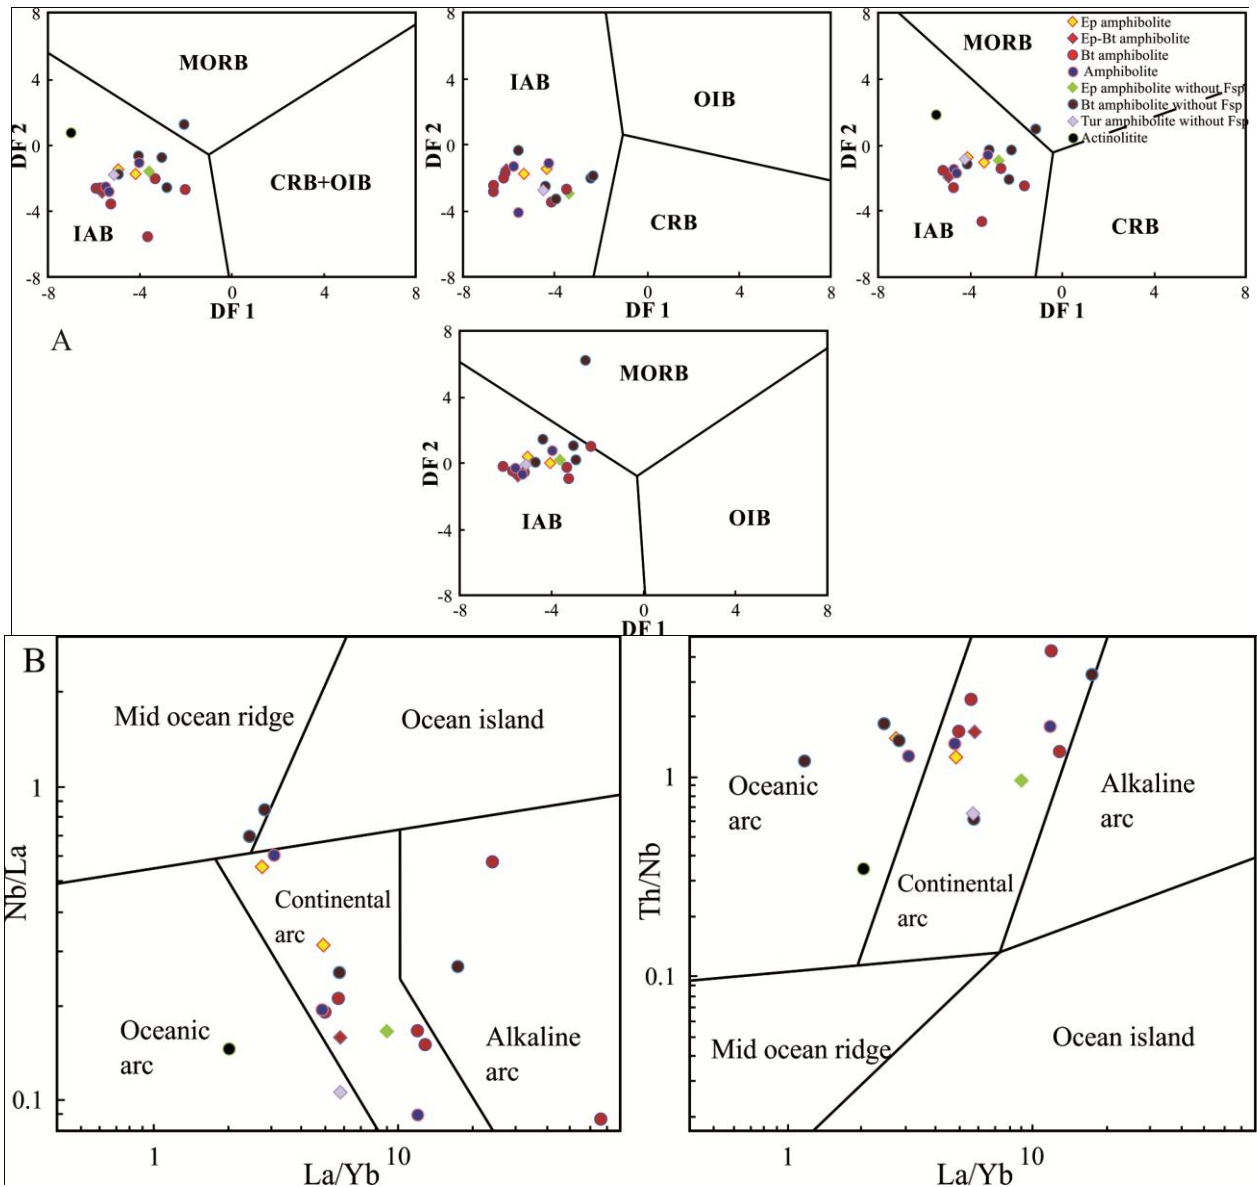 8
4
0
-4
-8
DF 2
MORB
CRB+OIB
IAB
-8
-4
0
4
8
DF 1
8
4
0
-4
-8
DF 2
IAB
OIB
CRB
-8
-4
0
4
8
DF 1
8
4
0
-4
-8
DF 2
MORB
IAB
CRB
-8
-4
0
4
8
DF 1
Ep amphibolite
Ep-Bt amphibolite
Bt amphibolite
Amphibolite
Ep amphibolite without Fsp
Bt amphibolite without Fsp
Tur amphibolite without Fsp
Actinolitite
A
8
4
0
-4
-8
DF 2
MORB
IAB
OIB
-8
-4
0
4
8
DF 1
B
Nb/La
1
0.1
Mid ocean ridge
Ocean island
Continental
arc
Oceanic
arc
Alkaline
arc
1
10
La/Yb
Th/Nb
1
0.1
Oceanic
arc
Alkaline
arc
Continental
arc
Mid ocean ridge
Ocean island
1
10
La/Yb